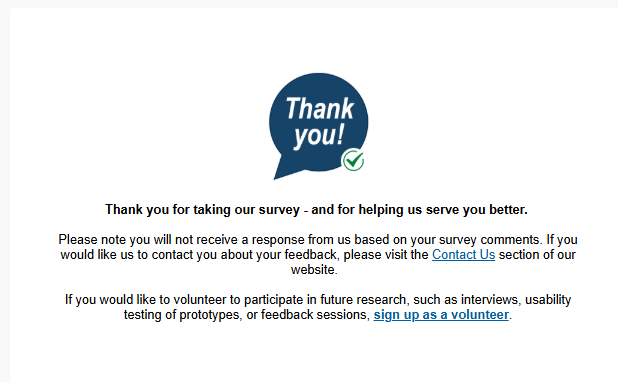 Thank
you!
Thank you for taking our survey - and for helping us serve you better.
Please note you will not receive a response from us based on your survey comments. If you
would like us to contact you about your feedback, please visit the Contact Us section of our
website.
If you would like to volunteer to participate in future research, such as interviews, usability
testing of prototypes, or feedback sessions, sign up as a volunteer.